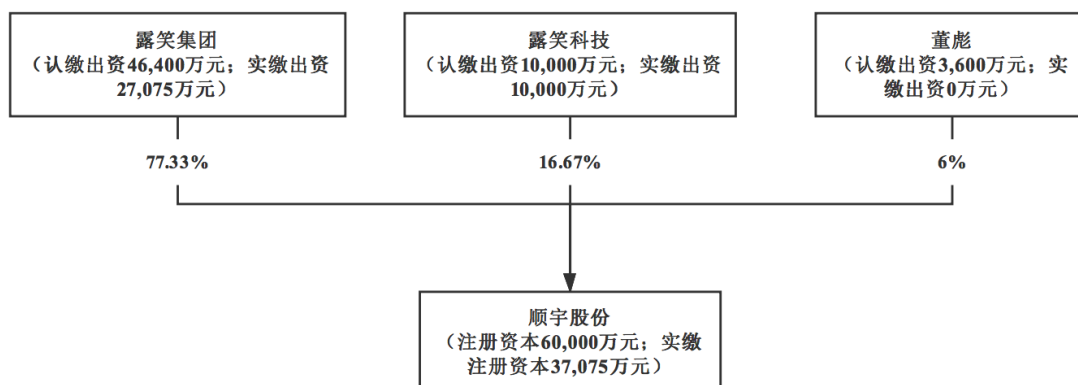 露笑集团
（认缴出资46,400万元；实缴出资
27,075万元）
露笑科技
（认缴出资10,000万元；实缴出资
10,000万元）
董彪
（认缴出资3,600万元；实
缴出资0万元）
77.33%
16.67%
6%
顺宇股份
（注册资本60,000万元；实缴
注册资本37,075万元）